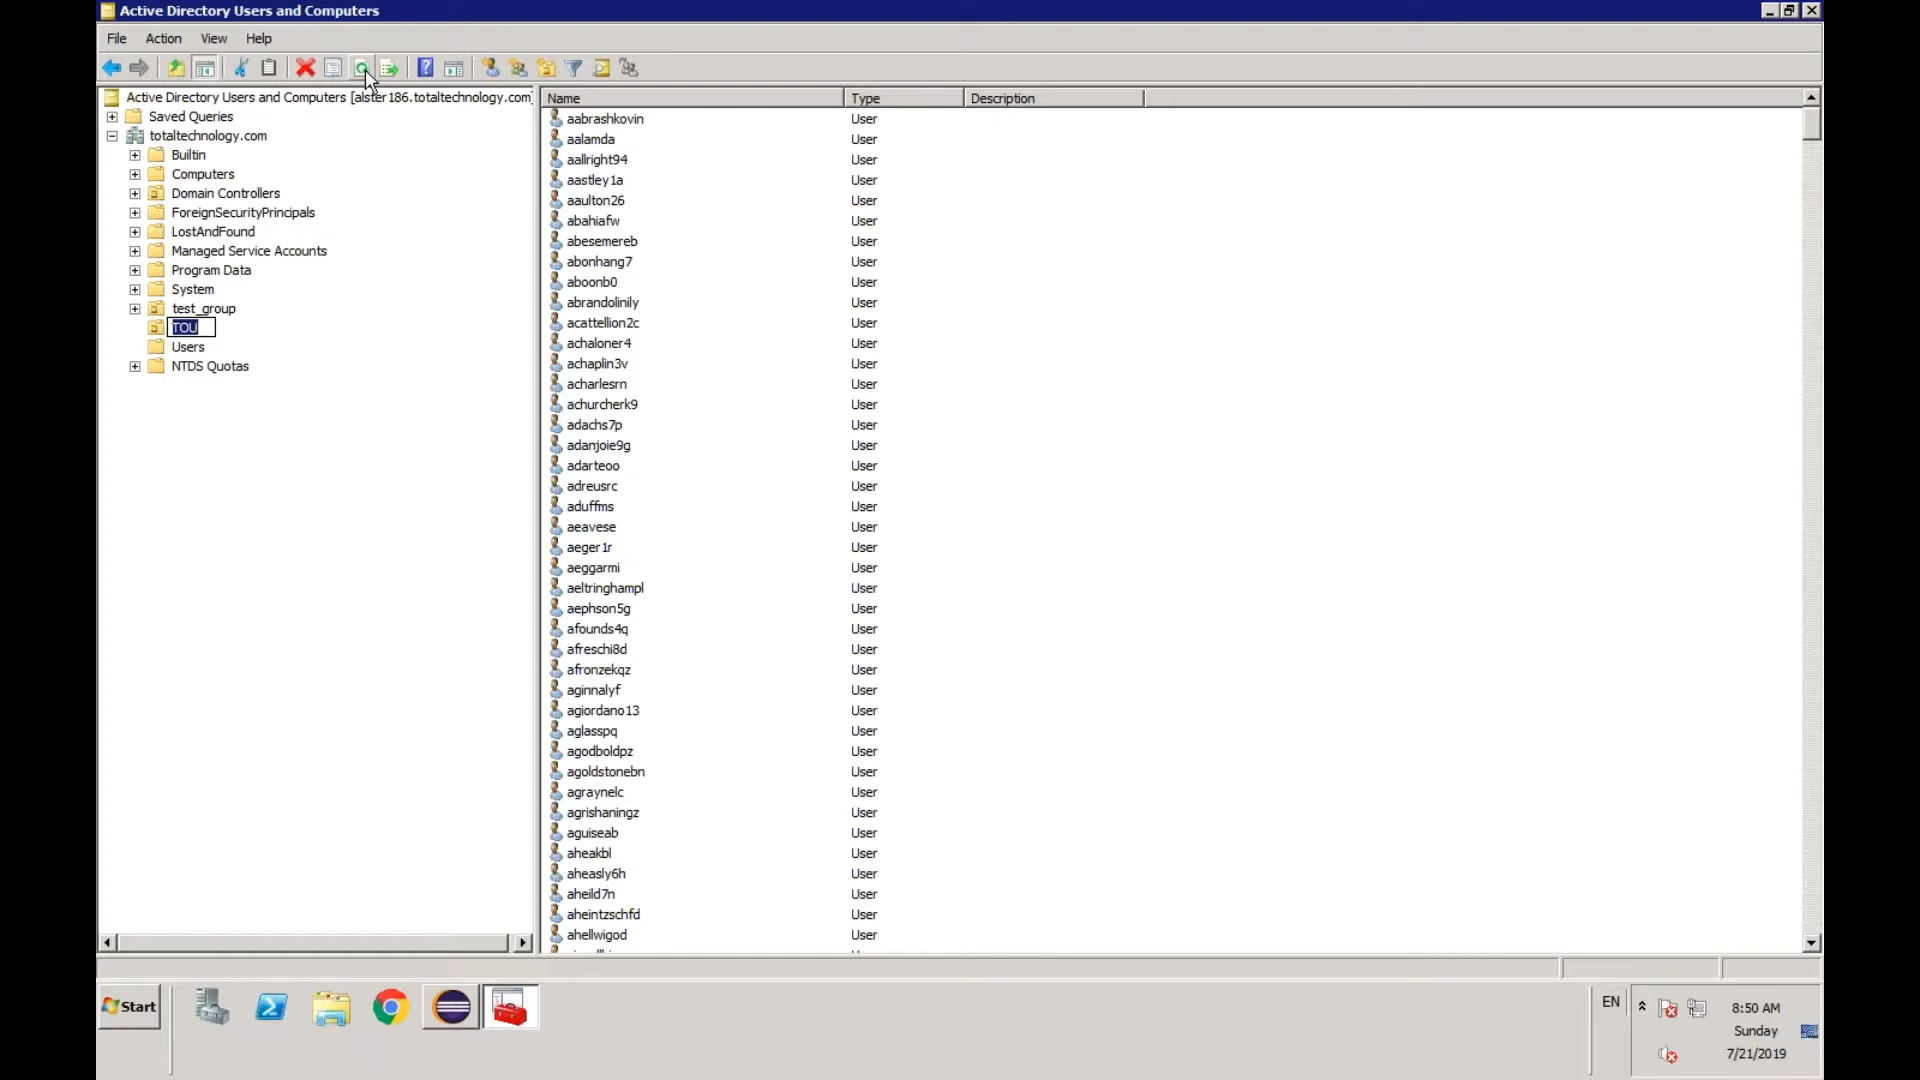 Active Directory Users and Computers
File Action View Help
Active Directory Users and Computers [alster186.totaltechnology.com]
Saved Queries
totaltechnology.com
Builtin
Computers
Domain Controllers
ForeignSecurityPrincipals
LostAndFound
Managed Service Accounts
Program Data
System
test_group
TOU
Users
NTDS Quotas
Name Type Description
aabrashkovin User
aalamda User
aallright94 User
aastley1a User
aaulton26 User
abahiafw User
abesemereb User
abonhang7 User
aboonb0 User
abrandolinily User
acattellion2c User
achaloner4 User
achaplin3v User
acharlesrn User
achurcherk9 User
adachs7p User
adanjoie9g User
adarteoo User
adreusrc User
aduffms User
aeavese User
aeger1r User
aeggarmi User
aeltringhampl User
aephson5g User
afounds4q User
afreschi8d User
afronzekqz User
aginnalyf User
agiordano13 User
aglasspq User
agodboldpz User
agoldstonebn User
agraynelc User
agrishaningz User
aguiseab User
aheakbl User
aheasly6h User
aheild7n User
aheintzschfd User
ahellwigod User
Start
EN
8:50 AM
Sunday
7/21/2019